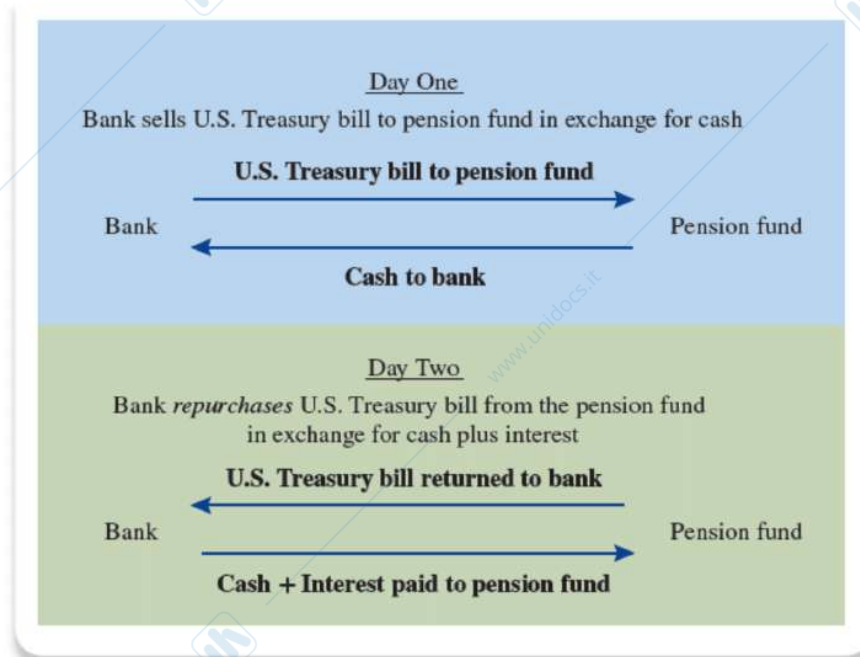 Day One
Bank sells U.S. Treasury bill to pension fund in exchange for cash
U.S. Treasury bill to pension fund
Bank
Pension fund
Cash to bank
www.unidocs.it
Day Two
Bank repurchases U.S. Treasury bill from the pension fund
in exchange for cash plus interest
U.S. Treasury bill returned to bank
Bank
Pension fund
Cash + Interest paid to pension fund